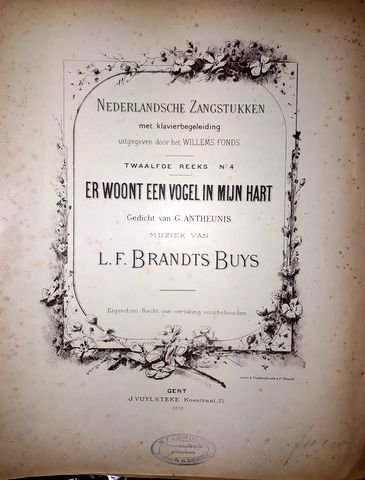 NEDERLANDSCHE ZANGSTUKKEN
met klavierbegeleiding
uitgegeven door het WILLEMS-FONDS
TWAALFDE REEKS Nº 4
ER WOONT EEN VOGEL IN MIJN HART
Gedicht van G. ANTHEUNIS
MUZIEK VAN
L. F. BRANDTS BUYS
Eigendom-Recht van vertaling voorbehouden
GENT
J. VUYLSTEKE Koestraat, 15